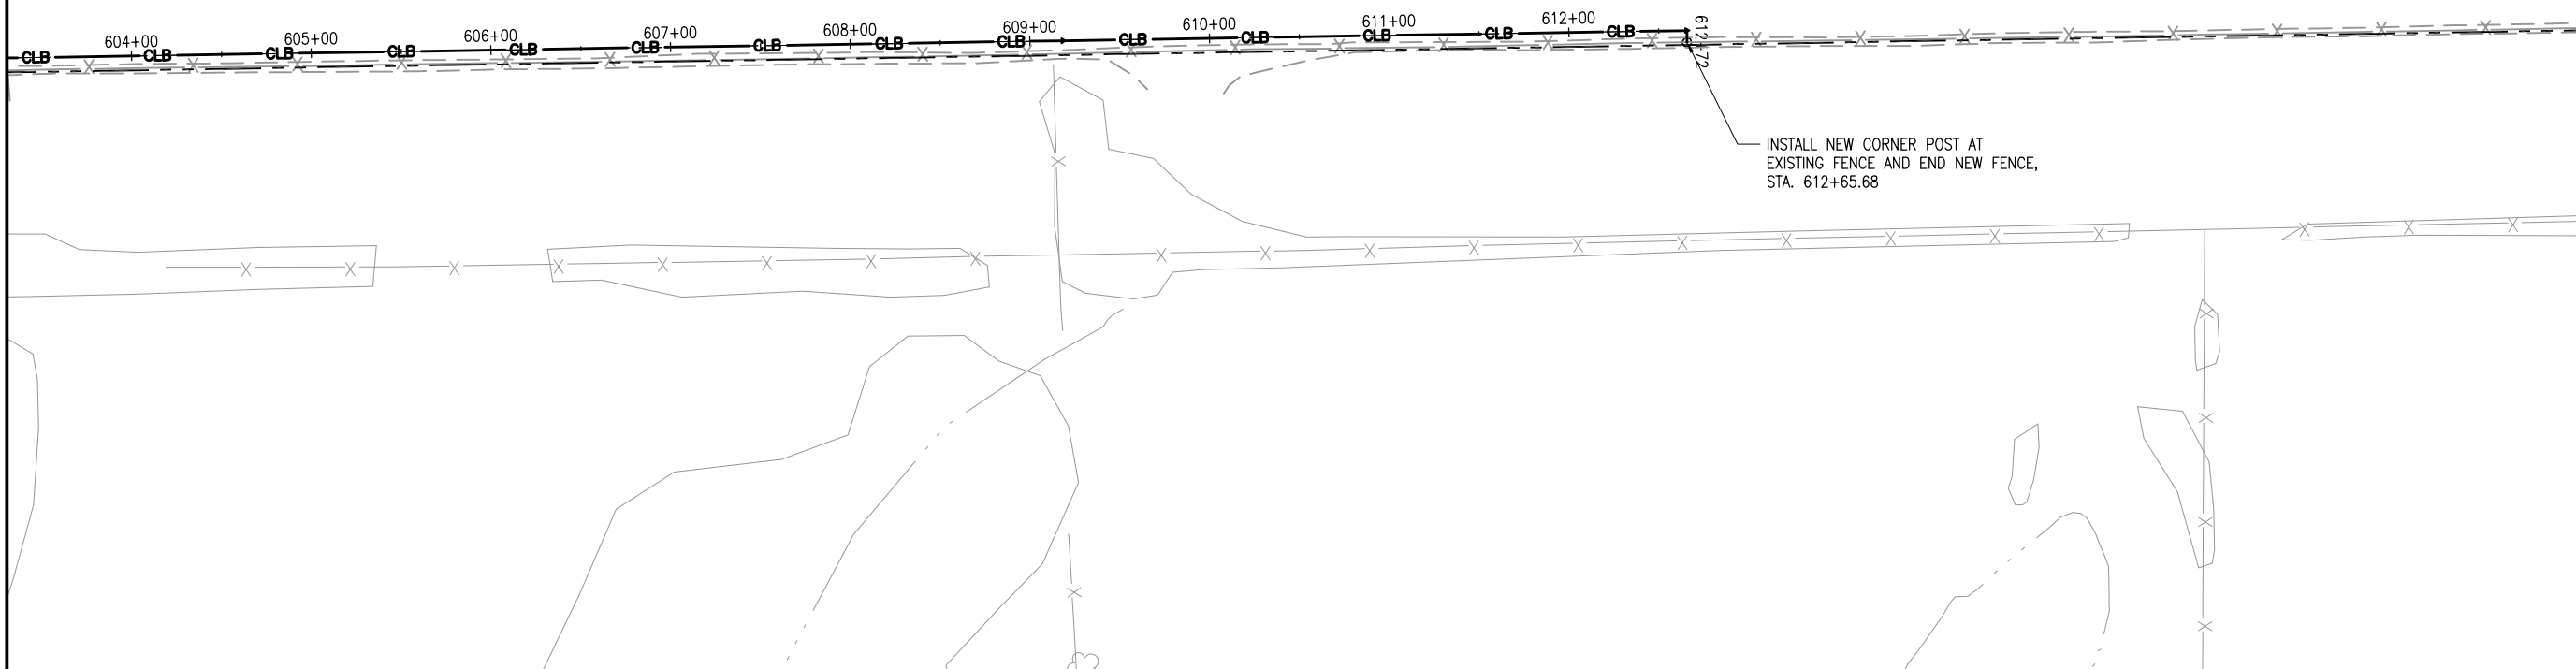 604+00
605+00
606+00
607+00
608+00
609+00
610+00
611+00
612+00
612+72
CLB CLB CLB CLB CLB CLB CLB CLB CLB CLB CLB CLB CLB CLB
INSTALL NEW CORNER POST AT
EXISTING FENCE AND END NEW FENCE,
STA. 612+65.68